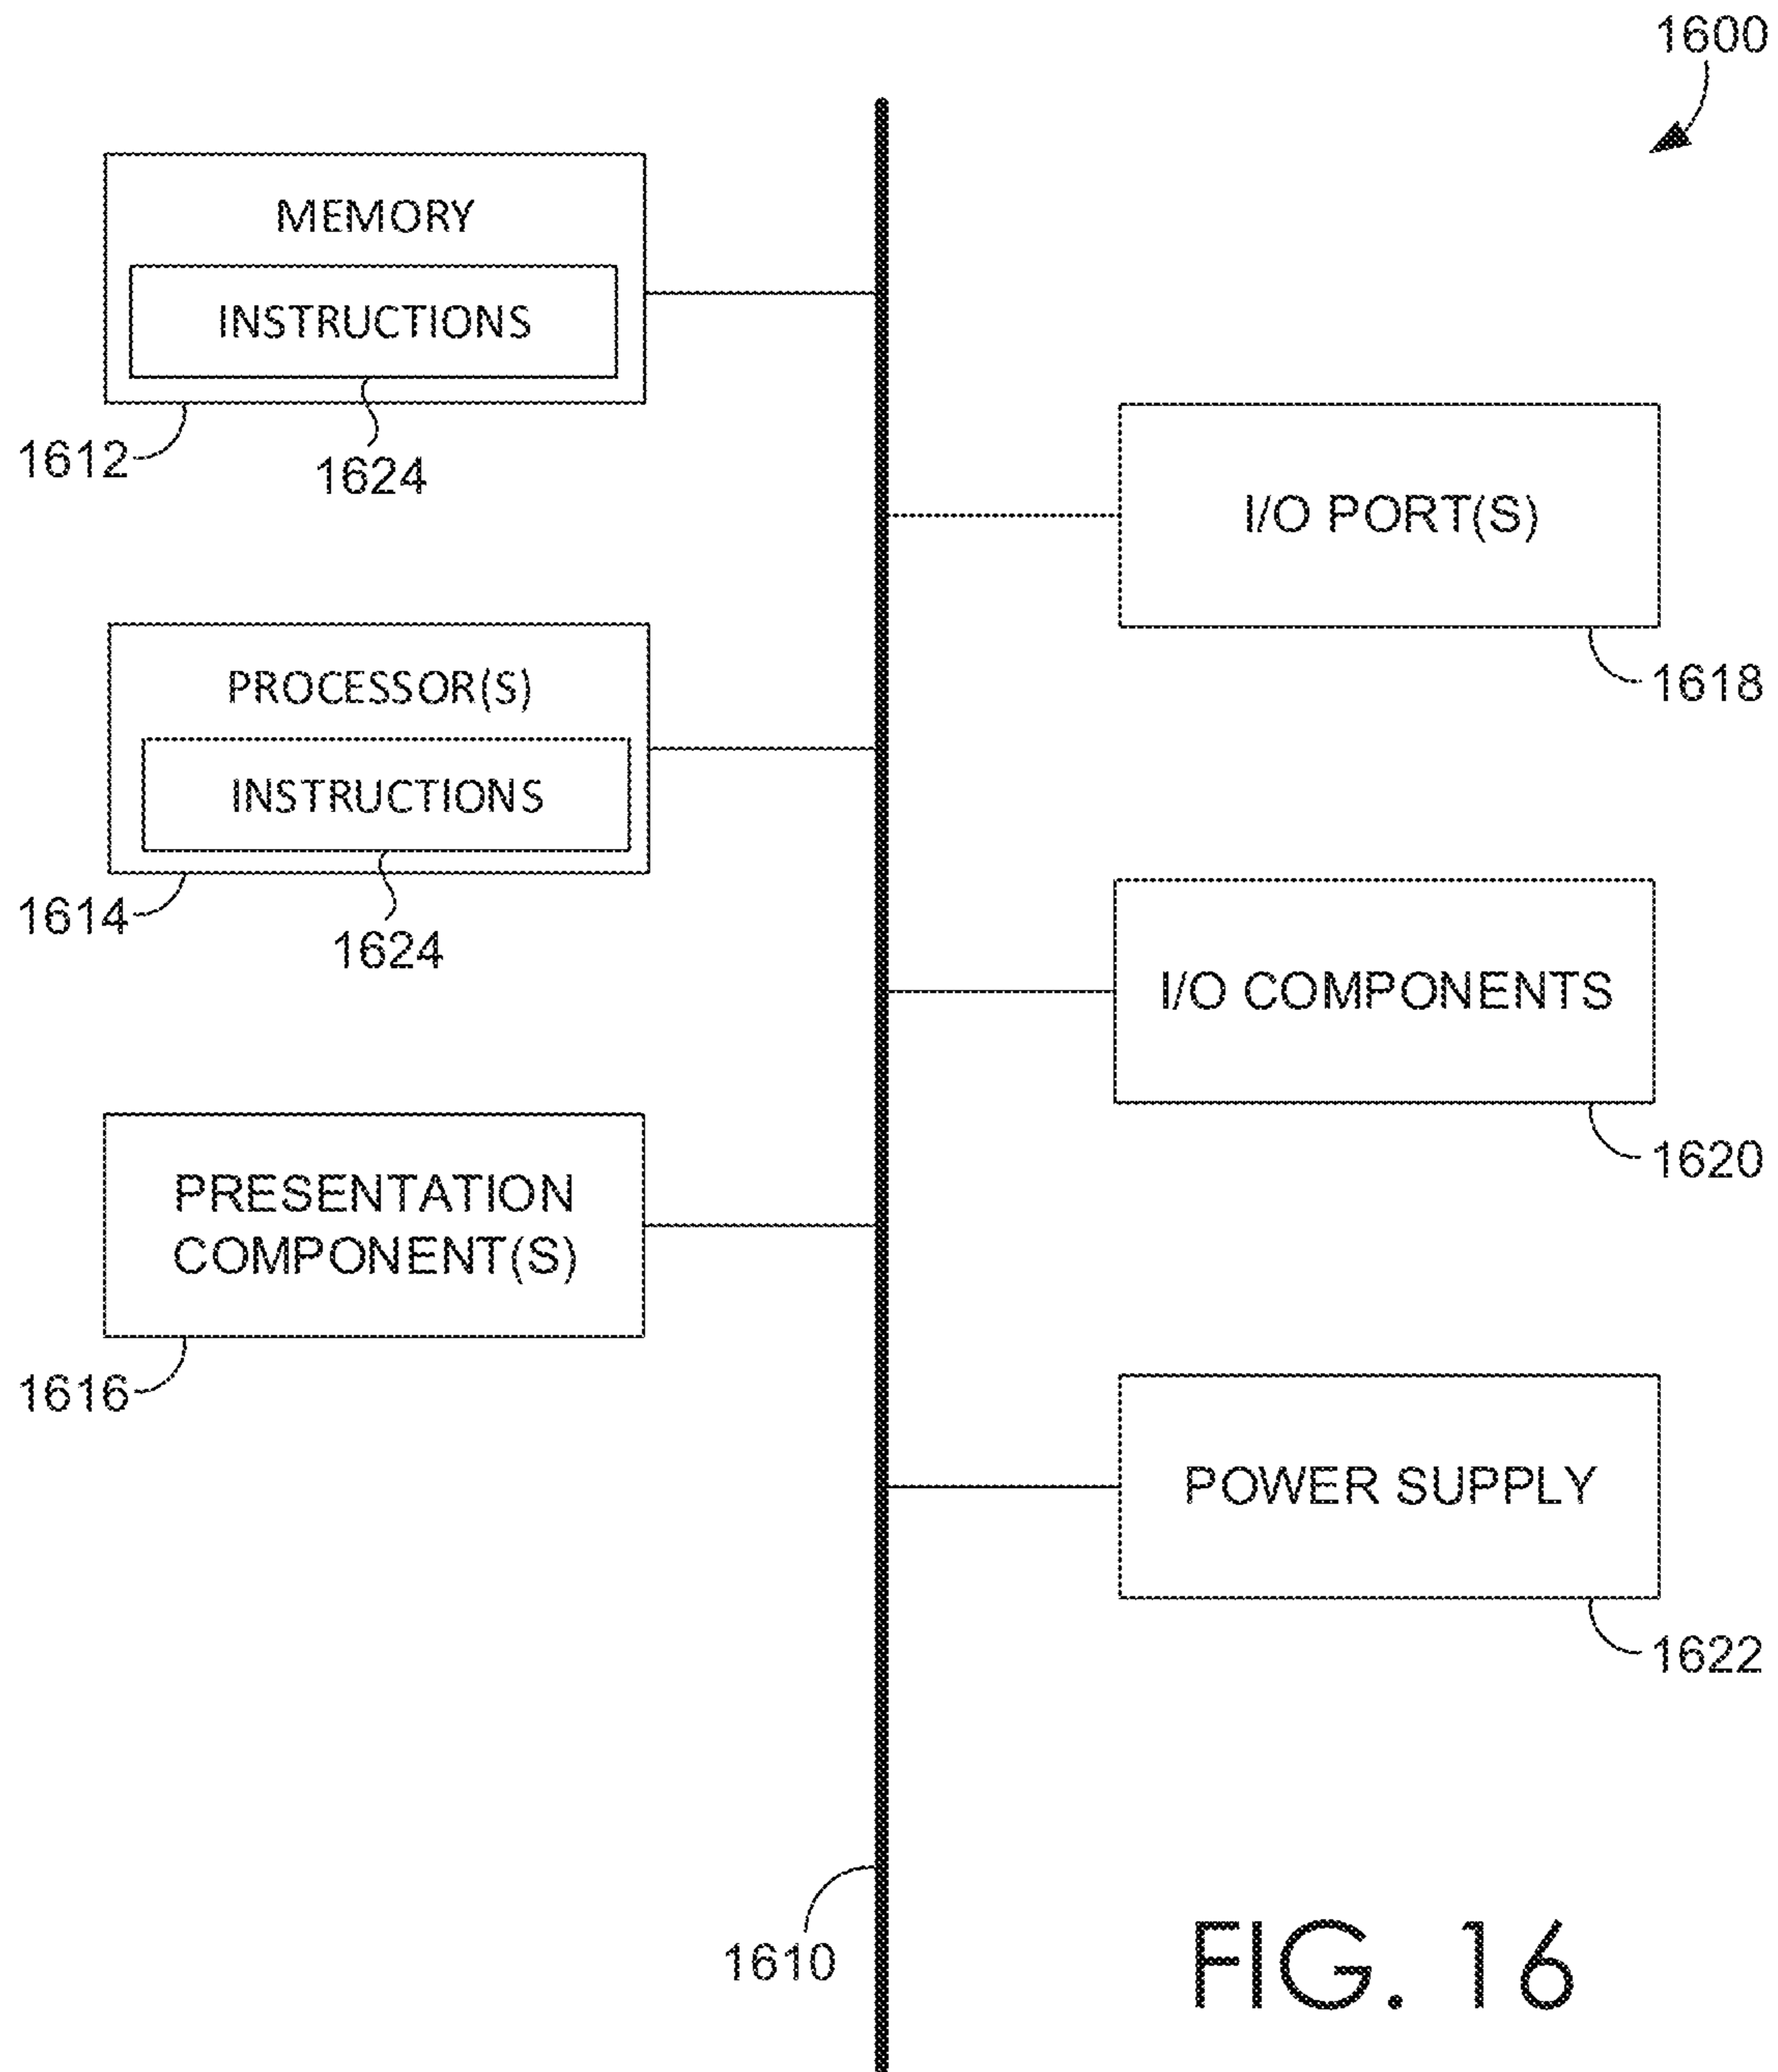 1600
MEMORY
INSTRUCTIONS
1612
1624
I/O PORT(S)
1618
PROCESSOR(S)
INSTRUCTIONS
1614
1624
I/O COMPONENTS
1620
PRESENTATION
COMPONENT(S)
1616
POWER SUPPLY
1622
1610
FIG. 16